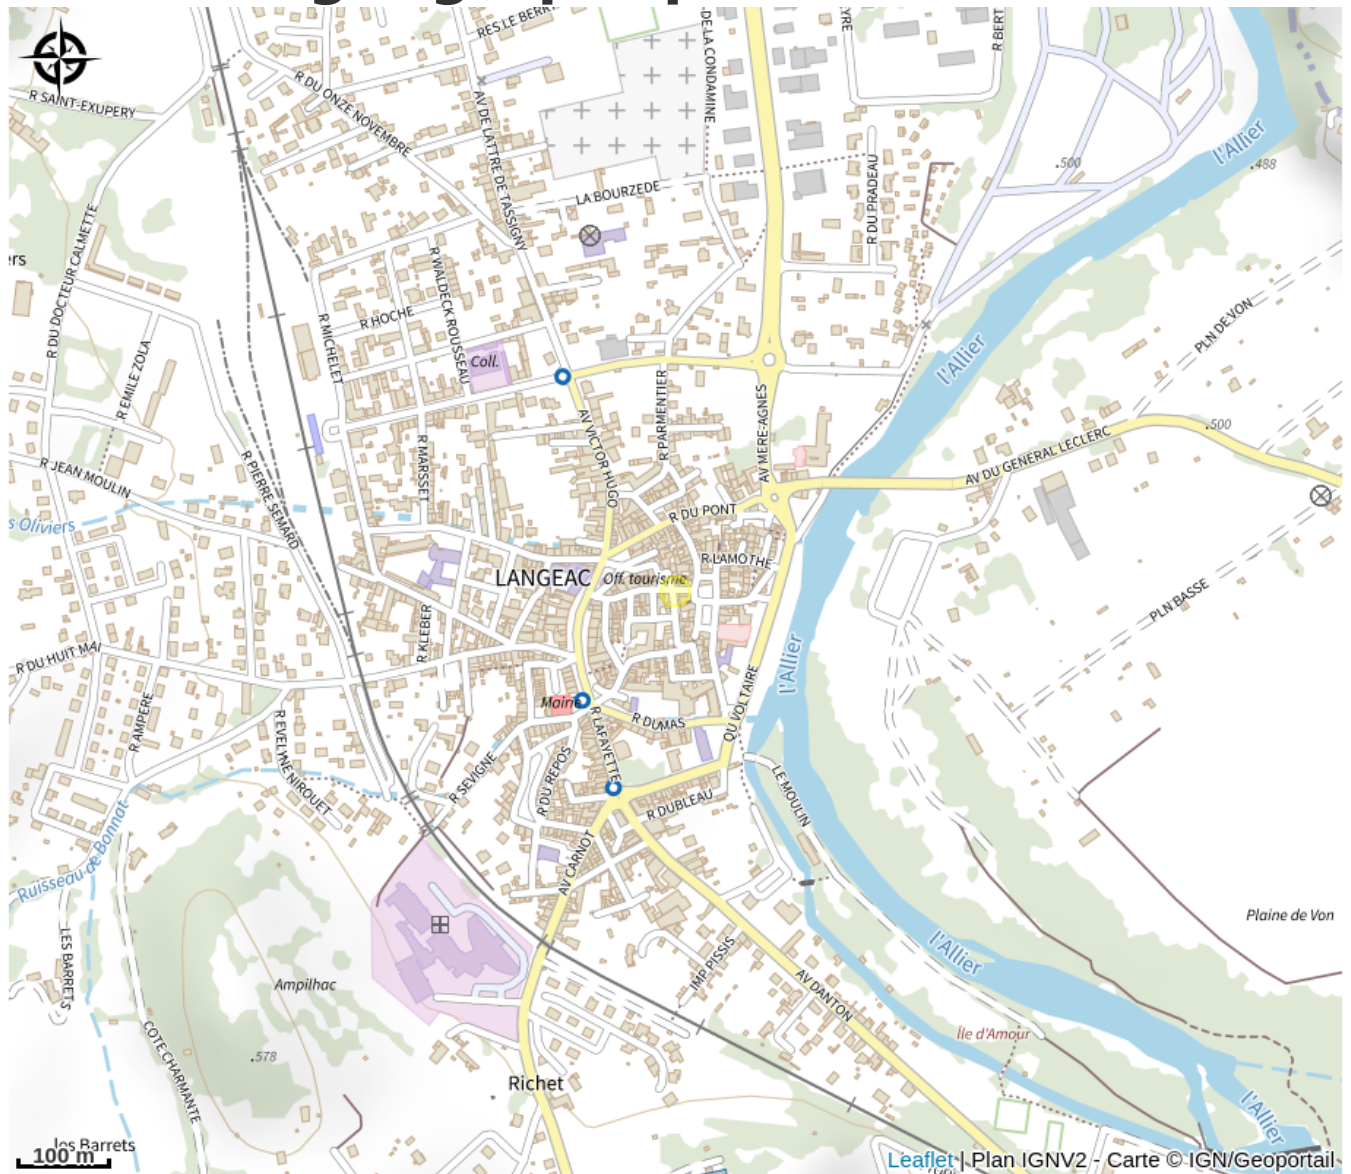 RES LE BERR
DE LA CONDAMINE
R BERT
R SAINT-EXUPERY
R DU ONZE NOVEMBRE
AV DE LATTRE DE TASSIGNY
l'Allier
.500
.488
R DU PRADEAU
LA BOURZEDE
R DU DOCTEUR CALMETTE
R WALDECK ROUSSEAU
ers
R HOCHE
R MICHELET
PLN DE VON
l'Allier
Coll.
R EMILE ZOLA
R PARMENTIER
AV MERE-AGNES
AV VICTOR HUGO
.500
AV DU GENERAL LECLERC
R MARSSET
R JEAN MOULIN
R PIERRE SEMARD
s Oliviers
R DU PONT
R LAMOTHE
LANGEAC
Off. tourisme
PLN BASSE
R KLEBER
R DU HUIT MAI
l'Allier
QU VOLTAIRE
Mairie
R AMPERE
R EVELYNE NIROUET
R LAFAYETTE
R DUMAS
R SEVIGNE
R DU REPOS
LE MOULIN
R DUBLEAU
Ruisseau de Bonnat
AV CARNOT
Plaine de Von
LES BARRETS
l'Allier
IMP PISSIS
Ampilhac
AV DANTON
Île d'Amour
COTE CHARMANTE
.578
Richet
l'Allier
les Barrets
100 m
Leaflet | Plan IGNV2 - Carte © IGN/Geoportail